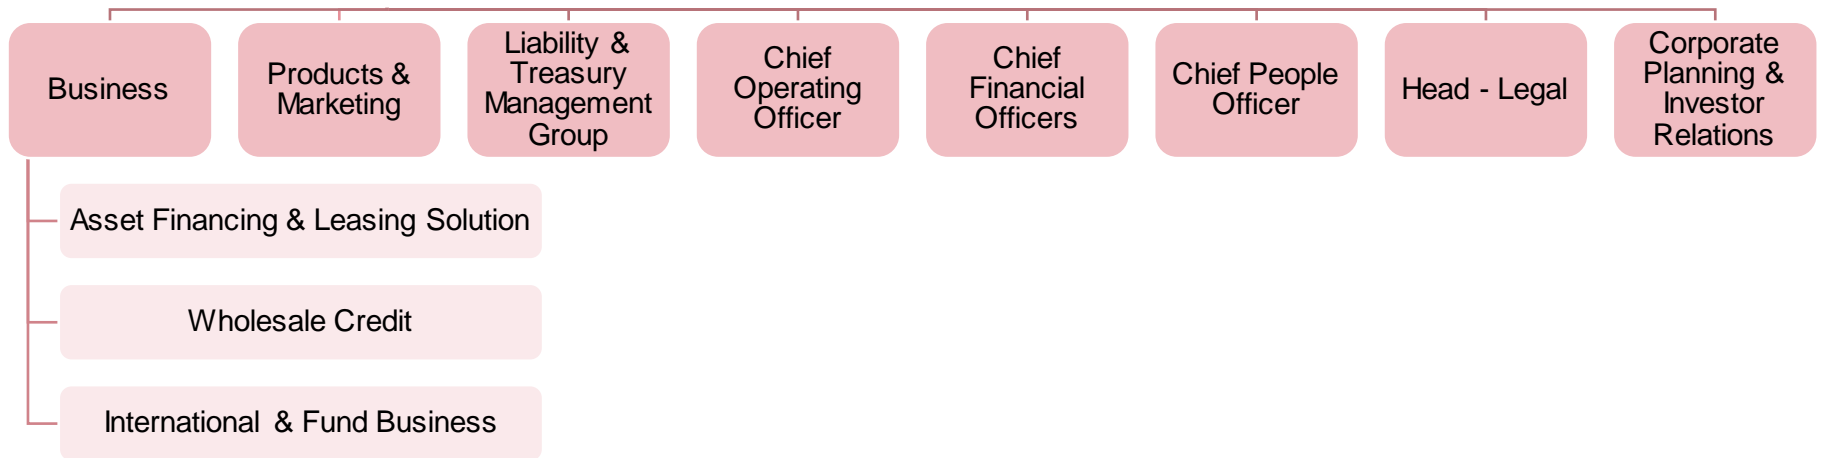 Business
Products &
Marketing
Liability &
Treasury
Management
Group
Chief
Operating
Officer
Chief
Financial
Officers
Chief People
Officer
Head - Legal
Corporate
Planning &
Investor
Relations
Asset Financing & Leasing Solution
Wholesale Credit
International & Fund Business